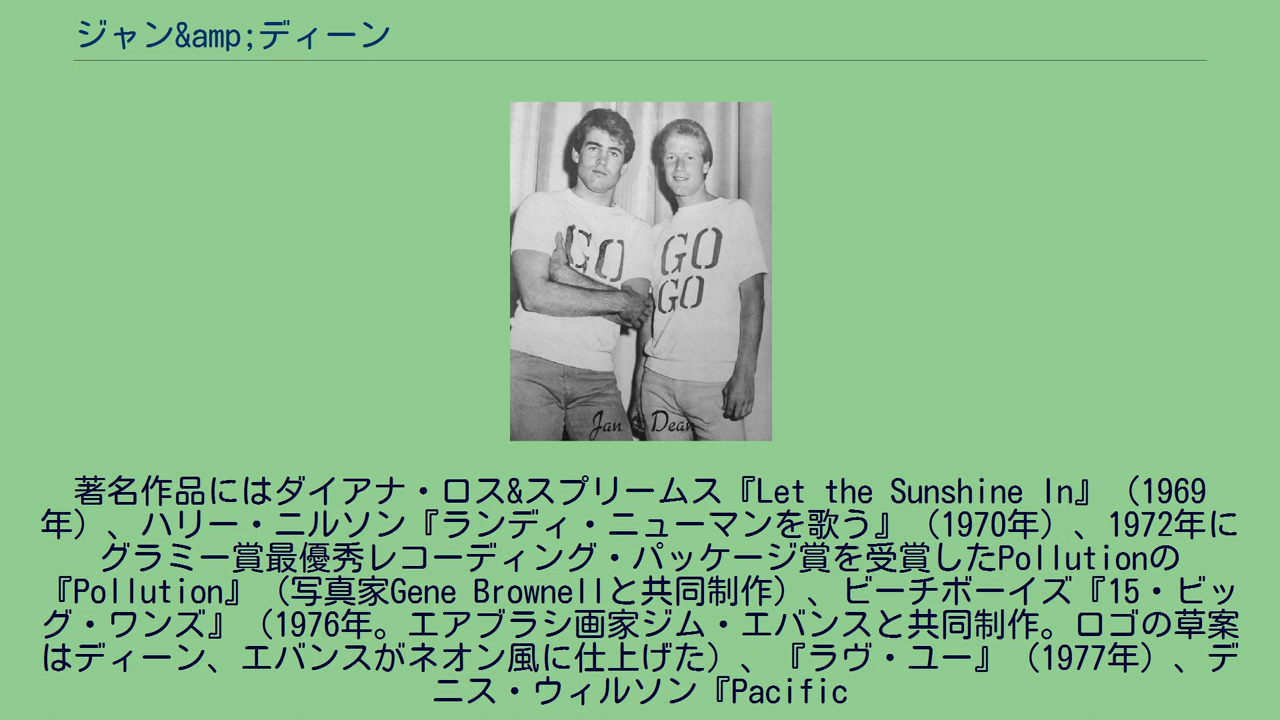 ジャン&amp;ディーン
GO
GO
GO
Jan & Dean
著名作品にはダイアナ・ロス&スプリームス『Let the Sunshine In』（1969
年）、ハリー・ニルソン『ランディ・ニューマンを歌う』（1970年）、1972年に
グラミー賞最優秀レコーディング・パッケージ賞を受賞したPollutionの
『Pollution』（写真家Gene Brownellと共同制作）、ビーチボーイズ『15・ビッ
グ・ワンズ』（1976年。エアブラシ画家ジム・エバンスと共同制作。ロゴの草案
はディーン、エバンスがネオン風に仕上げた）、『ラヴ・ユー』（1977年）、デ
ニス・ウィルソン『Pacific